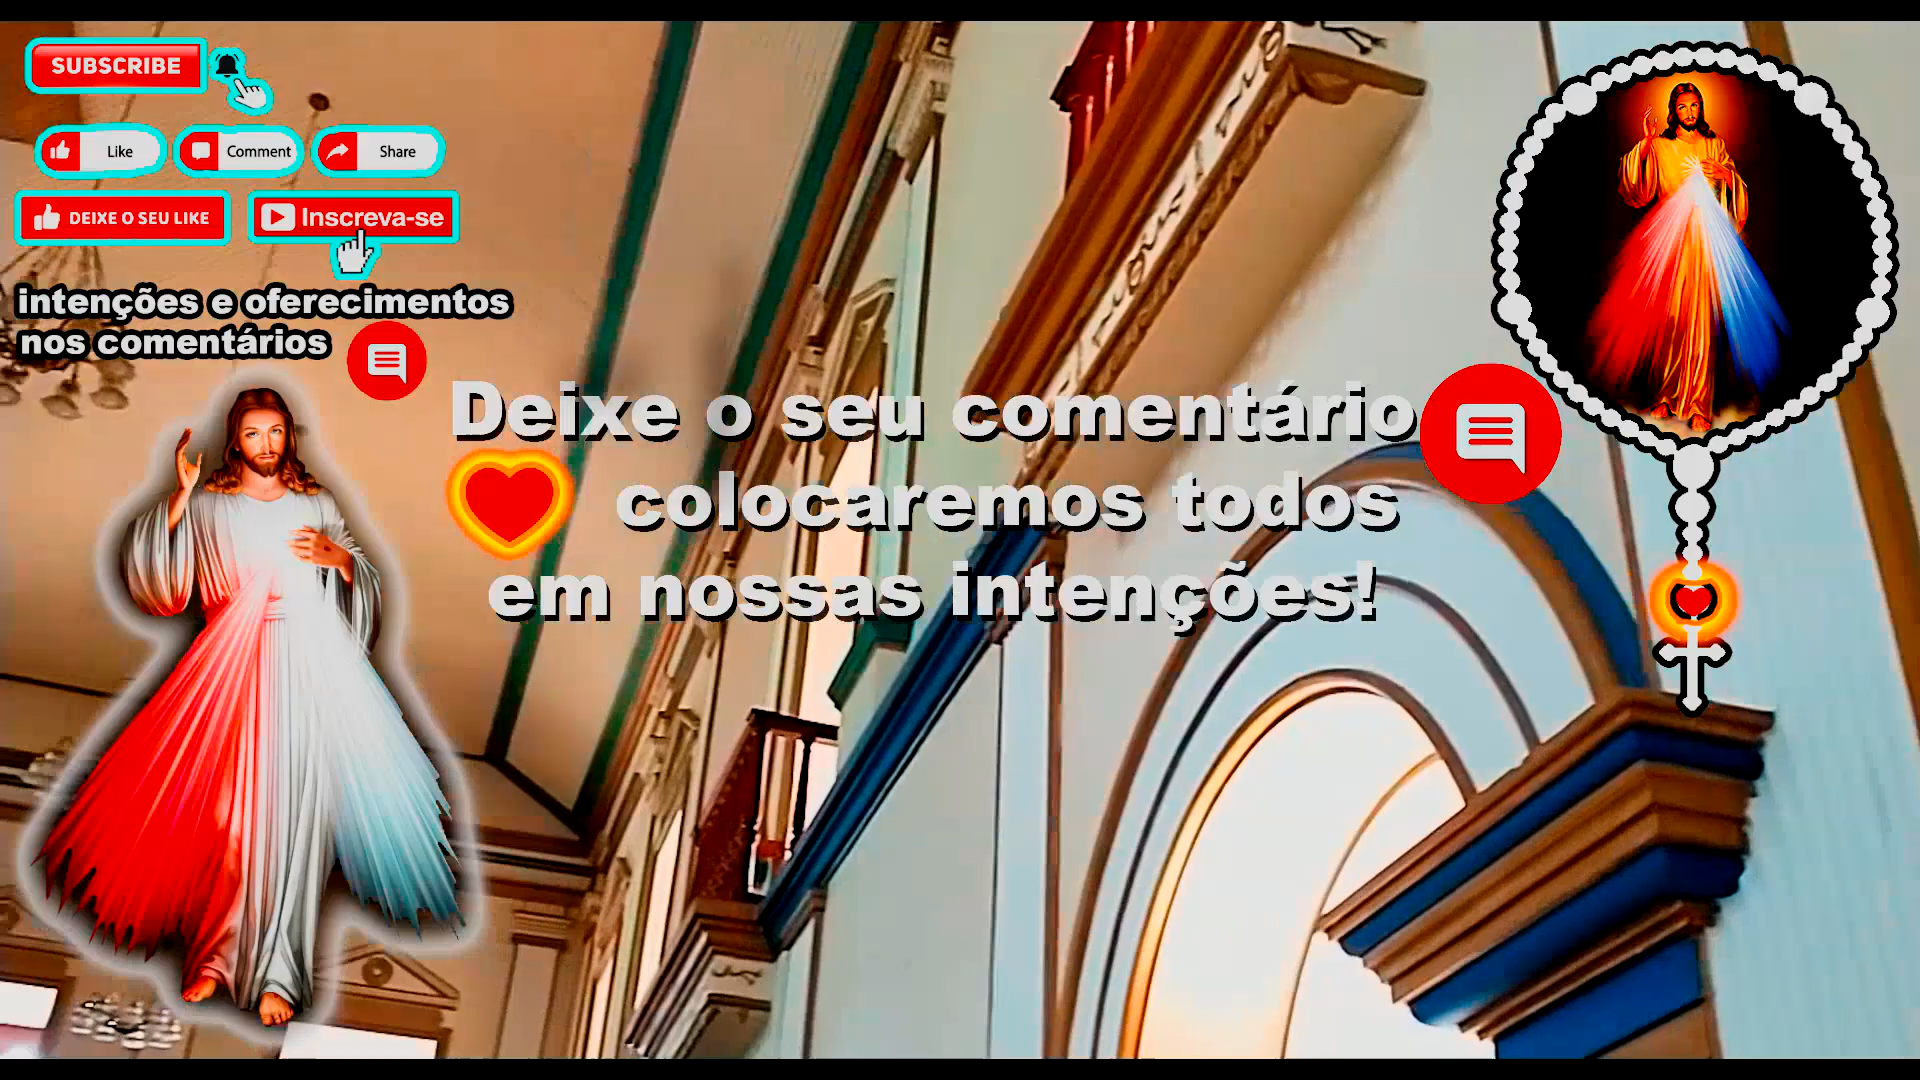 SUBSCRIBE
Like
Comment
Share
DEIXE O SEU LIKE
Inscreva-se
intenções e oferecimentos
nos comentários
Deixe o seu comentário
colocaremos todos
em nossas intenções!